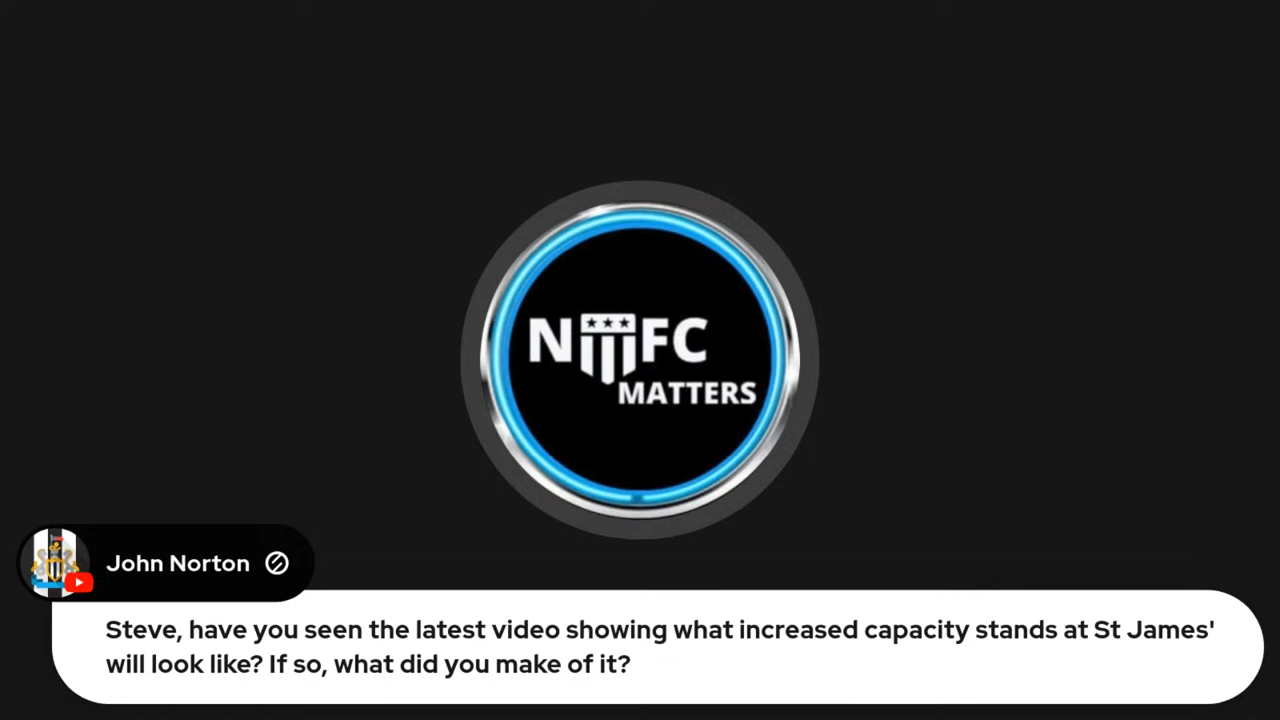 NUFC
MATTERS
John Norton
Steve, have you seen the latest video showing what increased capacity stands at St James'
will look like? If so, what did you make of it?